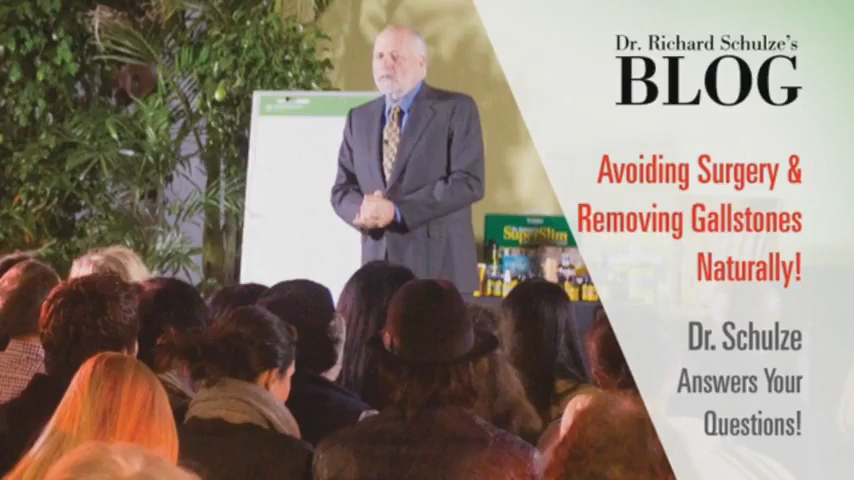 Dr. Richard Schulze's
BLOG
Avoiding Surgery &
Removing Gallstones
Naturally!
Dr. Schulze
Answers Your
Questions!
SuperSlim